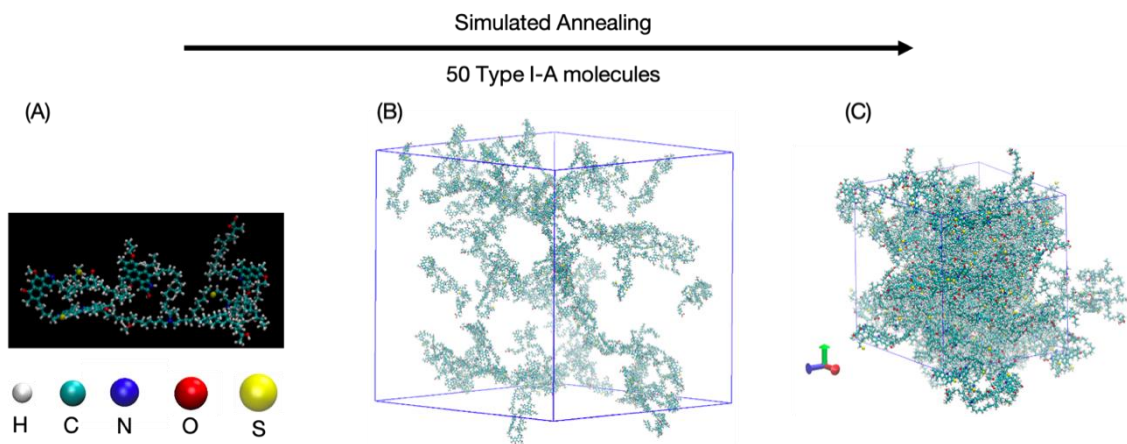 Simulated Annealing
50 Type I-A molecules
(A)
(B)
(C)
H C N O S